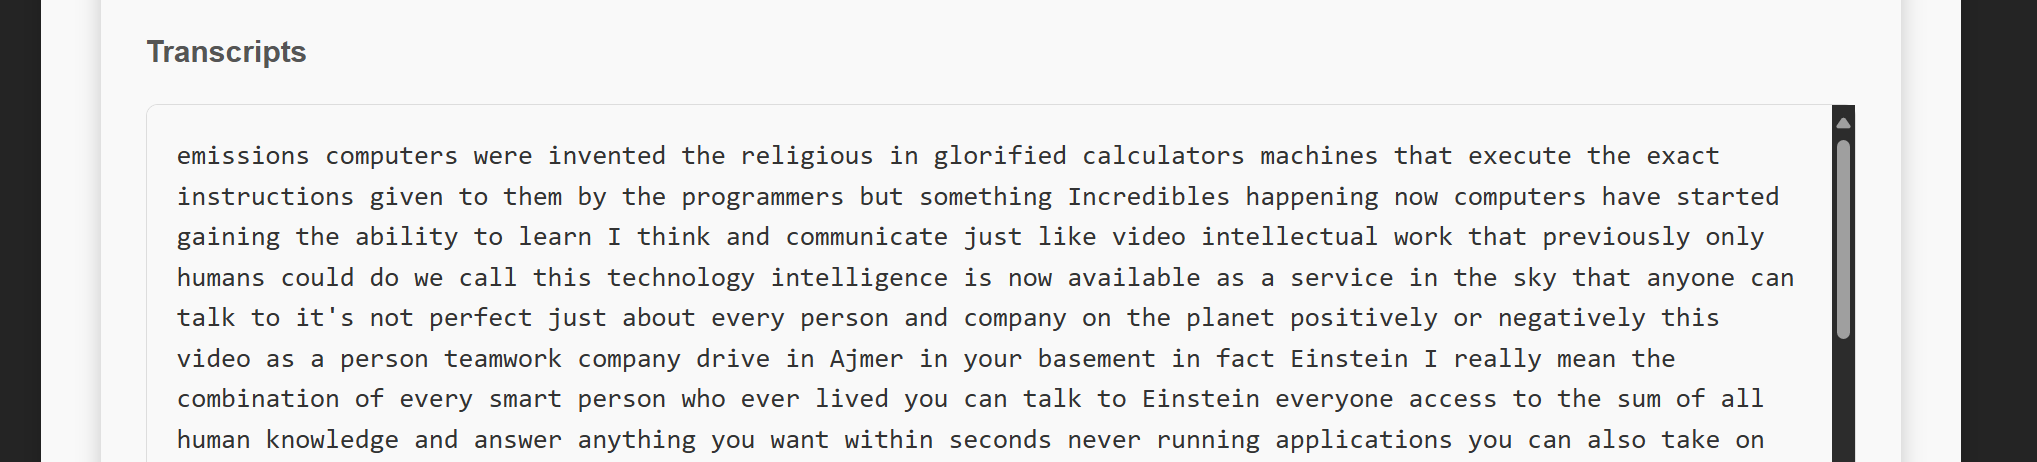 Transcripts
emissions computers were invented the religious in glorified calculators machines that execute the exact
instructions given to them by the programmers but something Incredibles happening now computers have started
gaining the ability to learn I think and communicate just like video intellectual work that previously only
humans could do we call this technology intelligence is now available as a service in the sky that anyone can
talk to it's not perfect just about every person and company on the planet positively or negatively this
video as a person teamwork company drive in Ajmer in your basement in fact Einstein I really mean the
combination of every smart person who ever lived you can talk to Einstein everyone access to the sum of all
human knowledge and answer anything you want within seconds never running applications you can also take on